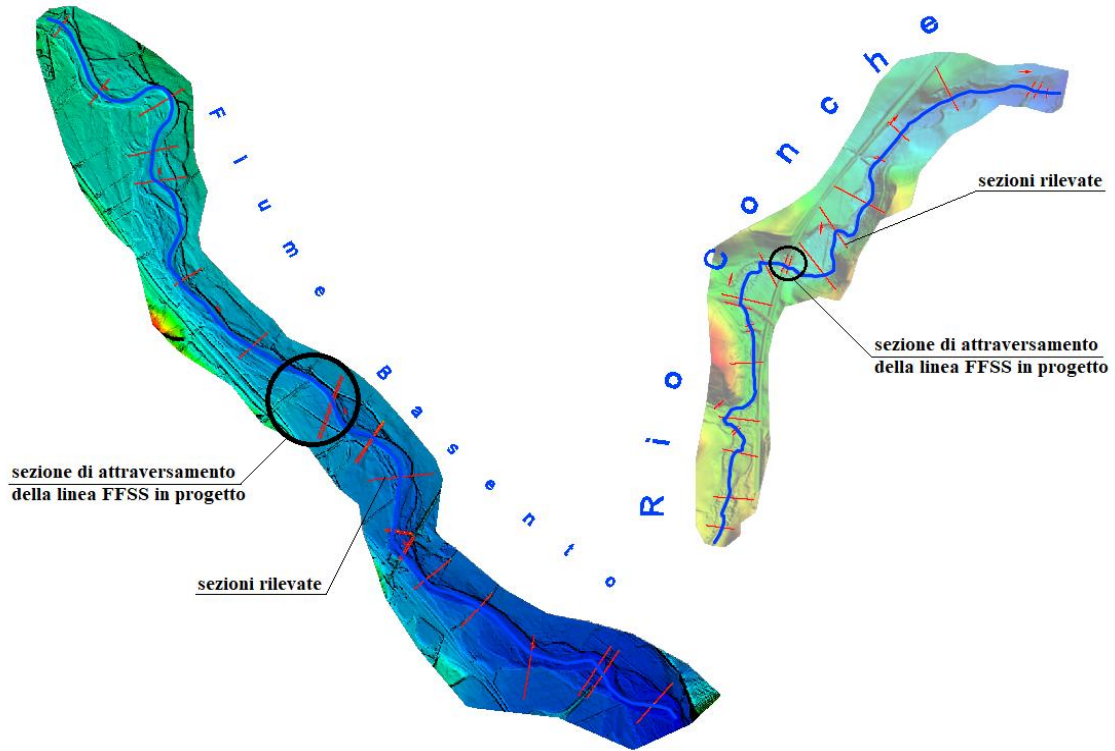 Fiume Basento
sezione di attraversamento
della linea FFSS in progetto
sezioni rilevate
Rio Conche
sezioni rilevate
sezione di attraversamento
della linea FFSS in progetto